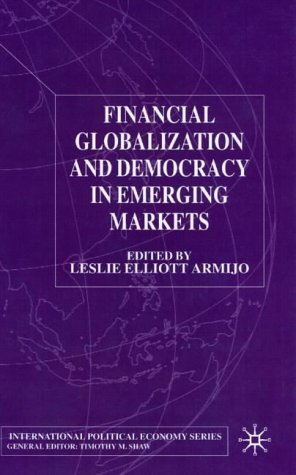 FINANCIAL
GLOBALIZATION
AND DEMOCRACY
IN EMERGING
MARKETS
EDITED BY
LESLIE ELLIOTT ARMIJO
INTERNATIONAL POLITICAL ECONOMY SERIES
GENERAL EDITOR: TIMOTHY M. SHAW